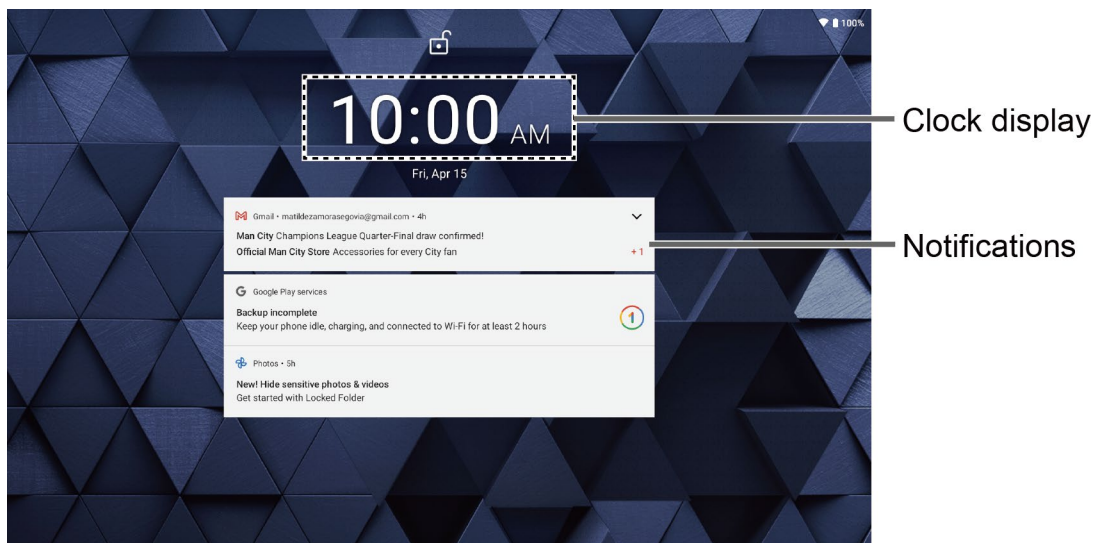 100%
10:00 AM
Clock display
Fri, Apr 15
Gmail • matildezamorasegovia@gmail.com • 4h
Man City Champions League Quarter-Final draw confirmed!
Official Man City Store Accessories for every City fan +1
Notifications
Google Play services
Backup incomplete
Keep your phone idle, charging, and connected to Wi-Fi for at least 2 hours
1
Photos • 5h
New! Hide sensitive photos & videos
Get started with Locked Folder